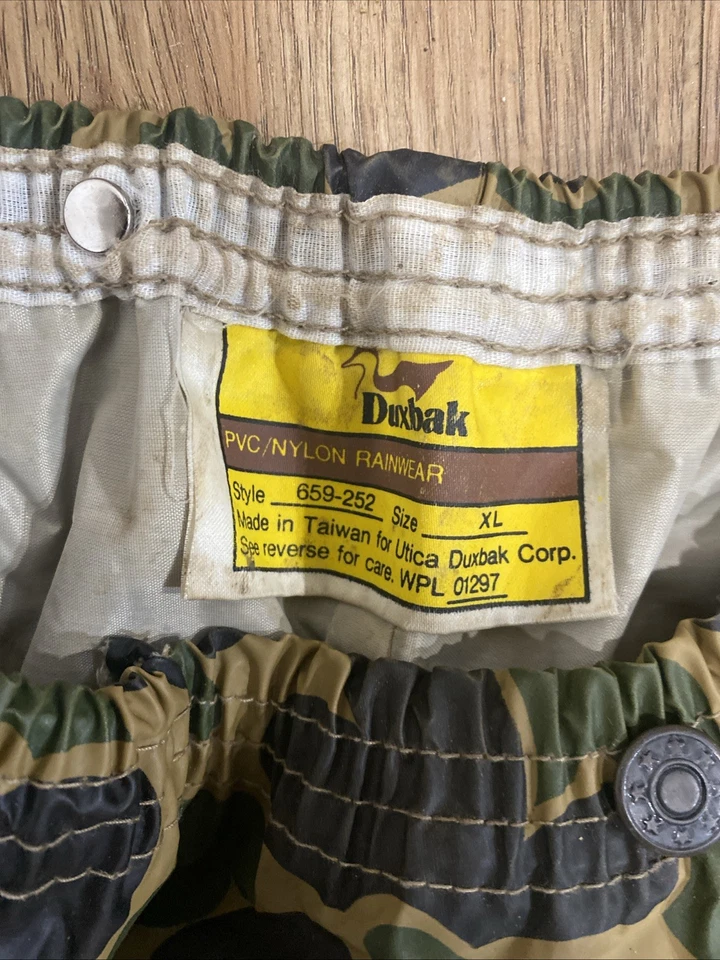 Duxbak
PVC/NYLON RAINWEAR
Style 659-252 Size XL
Made in Taiwan for Utica Duxbak Corp.
See reverse for care. WPL 01297